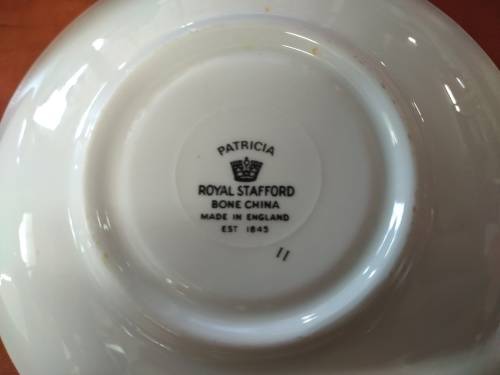 PATRICIA
ROYAL STAFFORD
BONE CHINA
MADE IN ENGLAND
EST 1845
11